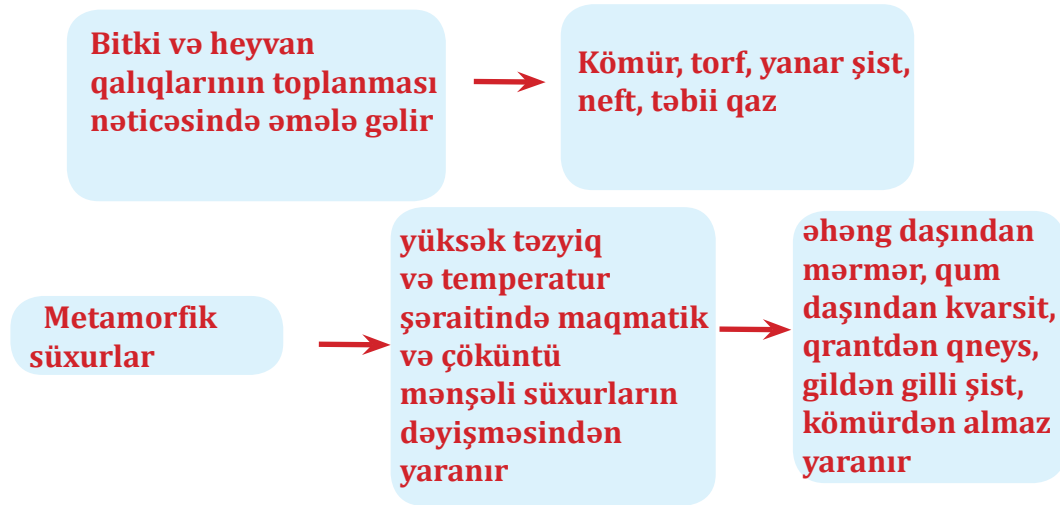 Bitki və heyvan
qalıqlarının toplanması
nəticəsində əmələ gəlir
Kömür, torf, yanar şist,
neft, təbii qaz
Metamorfik
süxurlar
yüksək təzyiq
və temperatur
şəraitində maqmatik
və çöküntü
mənşəli süxurların
dəyişməsindən
yaranır
əhəng daşından
mərmər, qum
daşından kvarsit,
qrantdən qneys,
gildən gilli şist,
kömürdən almaz
yaranır